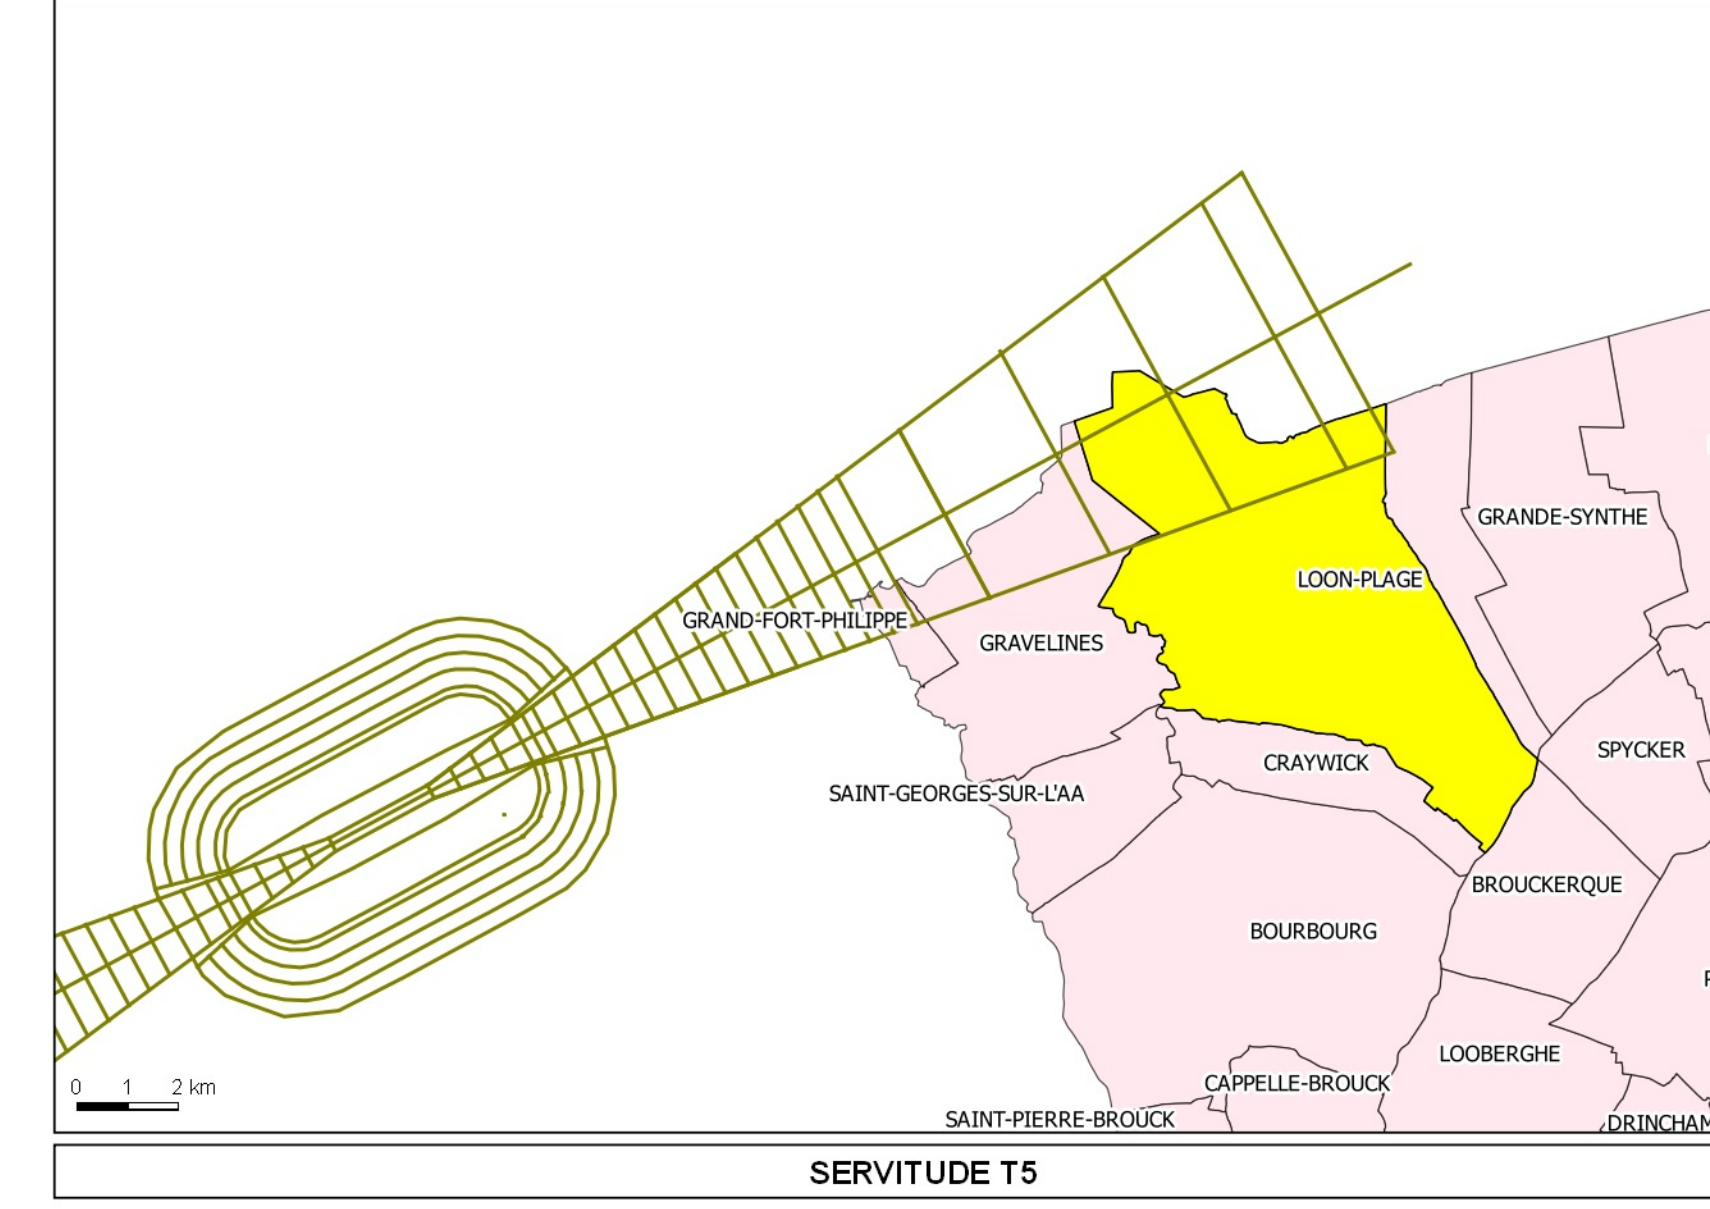 GRANDE-SYNTHE
LOON-PLAGE
GRAND-FORT-PHILIPPE
GRAVELINES
SPYCKER
CRAYWICK
SAINT-GEORGES-SUR-L'AA
BROUCKERQUE
BOURBOURG
LOOBERGHE
CAPPELLE-BROUCK
0 1 2 km
SAINT-PIERRE-BROUCK
DRINCHAM
SERVITUDE T5